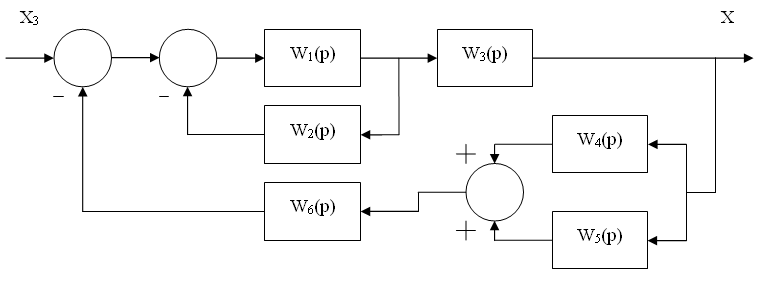 X₃ X
W₁(p) W₃(p)
– –
W₂(p) + W₄(p)
W₆(p)
+ W₅(p)